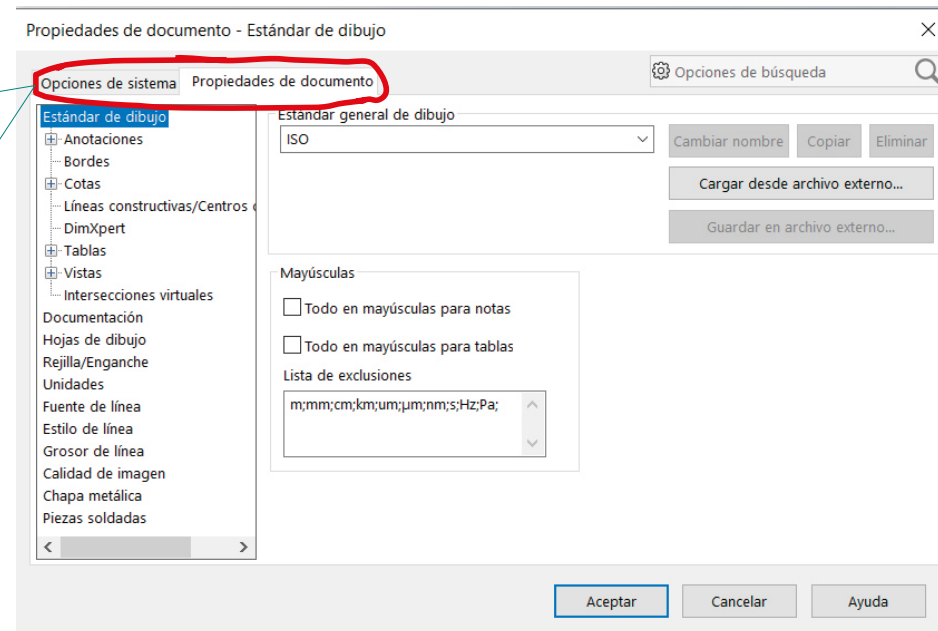 Propiedades de documento - Estándar de dibujo
Opciones de sistema
Propiedades de documento
Opciones de búsqueda
Estándar de dibujo
Anotaciones
Bordes
Cotas
Líneas constructivas/Centros
DimXpert
Tablas
Vistas
Intersecciones virtuales
Documentación
Hojas de dibujo
Rejilla/Enganche
Unidades
Fuente de línea
Estilo de línea
Grosor de línea
Calidad de imagen
Chapa metálica
Piezas soldadas
Estándar general de dibujo
ISO
Cambiar nombre
Copiar
Eliminar
Cargar desde archivo externo...
Guardar en archivo externo...
Mayúsculas
Todo en mayúsculas para notas
Todo en mayúsculas para tablas
Lista de exclusiones
m;mm;cm;km;um;µm;nm;s;Hz;Pa;
Aceptar
Cancelar
Ayuda